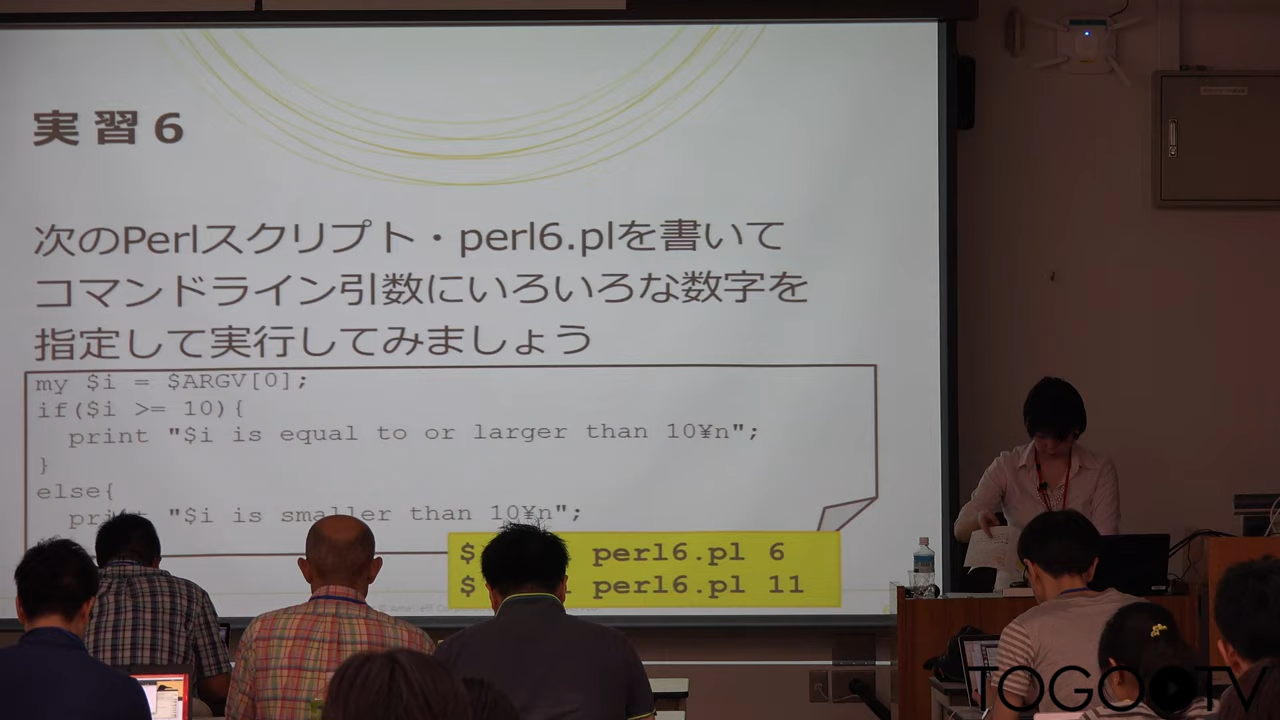 実習6
次のPerlスクリプト・perl6.plを書いて
コマンドライン引数にいろいろな数字を
指定して実行してみましょう
my $i = $ARGV[0];
if($i >= 10){
print "$i is equal to or larger than 10¥n";
}
else{
print "$i is smaller than 10¥n";
$ perl6.pl 6
$ perl6.pl 11
TOGOTV